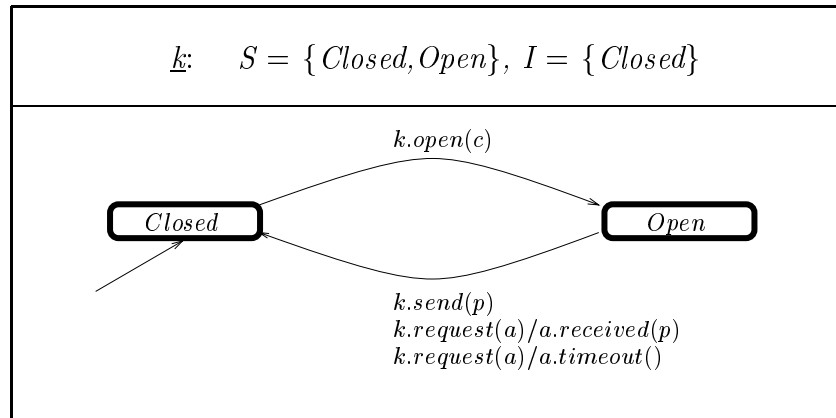 k: S = {Closed,Open}, I = {Closed}
k.open(c)
Closed
Open
k.send(p)
k.request(a)/a.received(p)
k.request(a)/a.timeout()